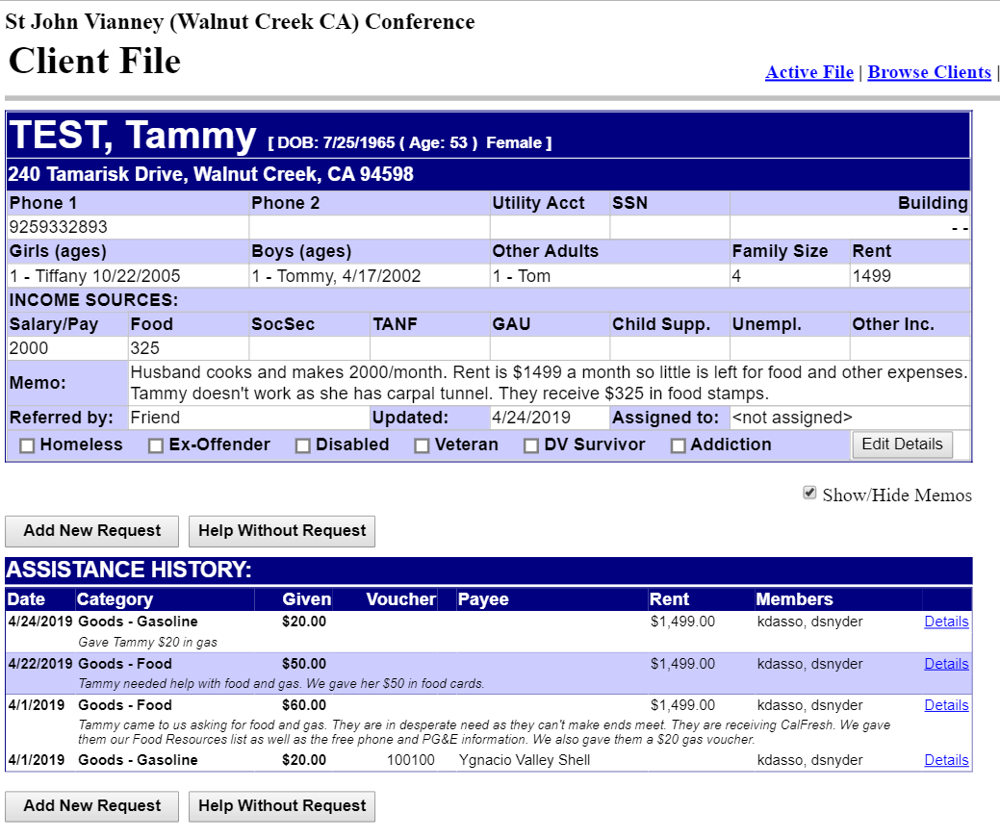 St John Vianney (Walnut Creek CA) Conference
Client File
Active File | Browse Clients |
TEST, Tammy [ DOB: 7/25/1965 ( Age: 53 ) Female ]
240 Tamarisk Drive, Walnut Creek, CA 94598
Phone 1 Phone 2 Utility Acct SSN Building
9259332893 - -
Girls (ages) Boys (ages) Other Adults Family Size Rent
1 - Tiffany 10/22/2005 1 - Tommy, 4/17/2002 1 - Tom 4 1499
INCOME SOURCES:
Salary/Pay Food SocSec TANF GAU Child Supp. Unempl. Other Inc.
2000 325
Memo: Husband cooks and makes 2000/month. Rent is $1499 a month so little is left for food and other expenses.
Tammy doesn't work as she has carpal tunnel. They receive $325 in food stamps.
Referred by: Friend Updated: 4/24/2019 Assigned to: <not assigned>
Homeless Ex-Offender Disabled Veteran DV Survivor Addiction Edit Details
Show/Hide Memos
Add New Request Help Without Request
ASSISTANCE HISTORY:
Date Category Given Voucher Payee Rent Members
4/24/2019 Goods - Gasoline $20.00 $1,499.00 kdasso, dsnyder Details
Gave Tammy $20 in gas
4/22/2019 Goods - Food $50.00 $1,499.00 kdasso, dsnyder Details
Tammy needed help with food and gas. We gave her $50 in food cards.
4/1/2019 Goods - Food $60.00 $1,499.00 kdasso, dsnyder Details
Tammy came to us asking for food and gas. They are in desperate need as they can't make ends meet. They are receiving CalFresh. We gave
them our Food Resources list as well as the free phone and PG&E information. We also gave them a $20 gas voucher.
4/1/2019 Goods - Gasoline $20.00 100100 Ygnacio Valley Shell kdasso, dsnyder Details
Add New Request Help Without Request